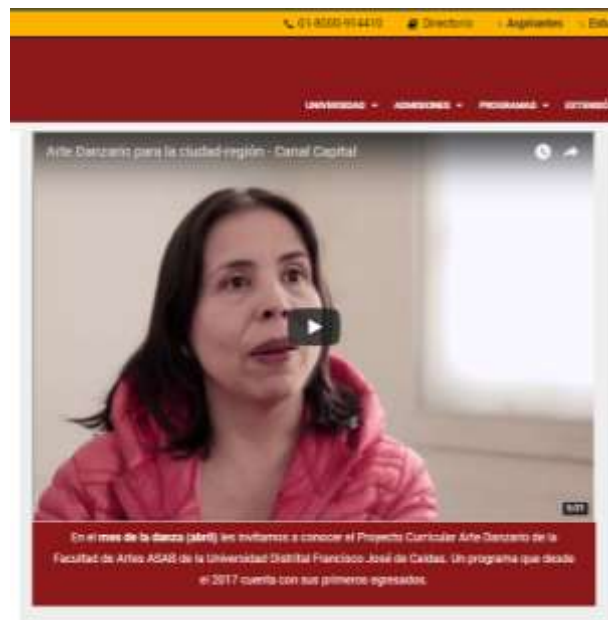 01-8000-914410 Directorio Aspirantes
UNIVERSIDAD ADMISIONES PROGRAMAS EXTENSIÓ
Arte Danzario para la ciudad-región - Canal Capital
En el mes de la danza (abril) les invitamos a conocer el Proyecto Curricular Arte Danzario de la
Facultad de Artes ASAB de la Universidad Distrital Francisco José de Caldas. Un programa que desde
el 2017 cuenta con sus primeros egresados.